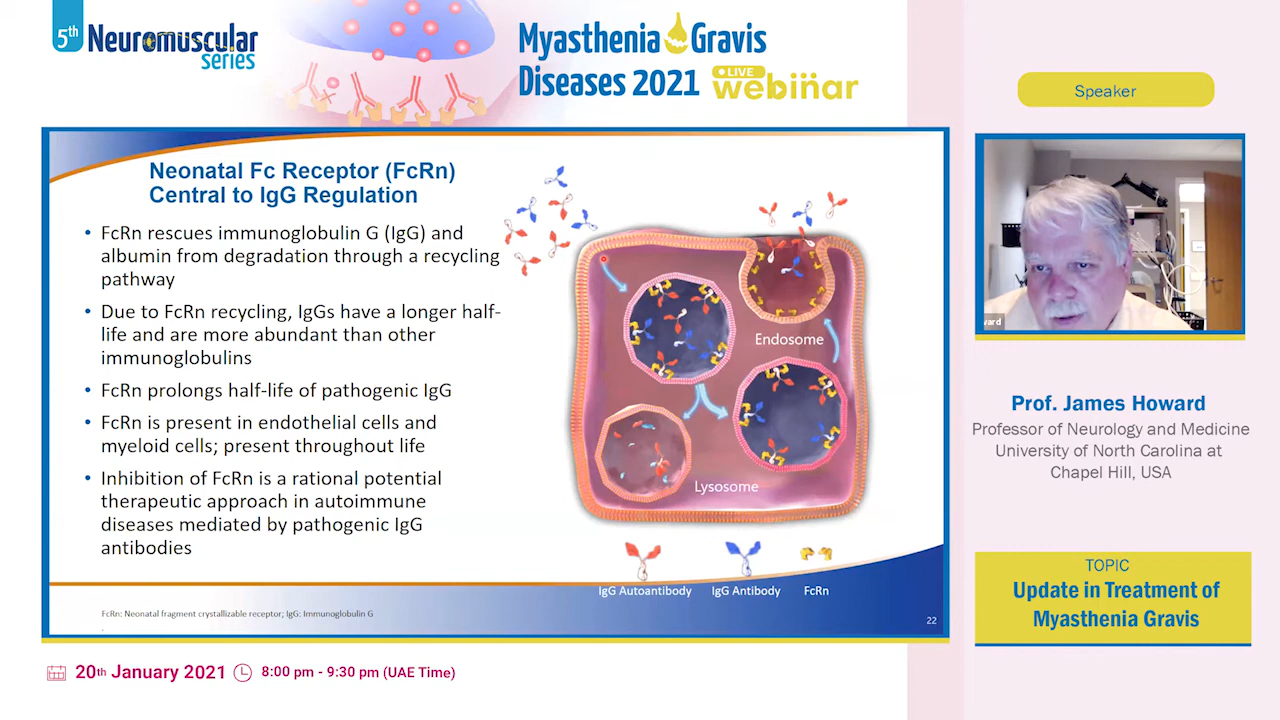 5th Neuromuscular
series
Myasthenia Gravis
Diseases 2021 LIVE webinar
Speaker
Neonatal Fc Receptor (FcRn)
Central to IgG Regulation
• FcRn rescues immunoglobulin G (IgG) and
albumin from degradation through a recycling
pathway
• Due to FcRn recycling, IgGs have a longer half-
life and are more abundant than other
immunoglobulins
• FcRn prolongs half-life of pathogenic IgG
• FcRn is present in endothelial cells and
myeloid cells; present throughout life
• Inhibition of FcRn is a rational potential
therapeutic approach in autoimmune
diseases mediated by pathogenic IgG
antibodies
Endosome
Lysosome
IgG Autoantibody IgG Antibody FcRn
FcRn: Neonatal fragment crystallizable receptor; IgG: Immunoglobulin G
.
22
ward
Prof. James Howard
Professor of Neurology and Medicine
University of North Carolina at
Chapel Hill, USA
TOPIC
Update in Treatment of
Myasthenia Gravis
20th January 2021 8:00 pm - 9:30 pm (UAE Time)